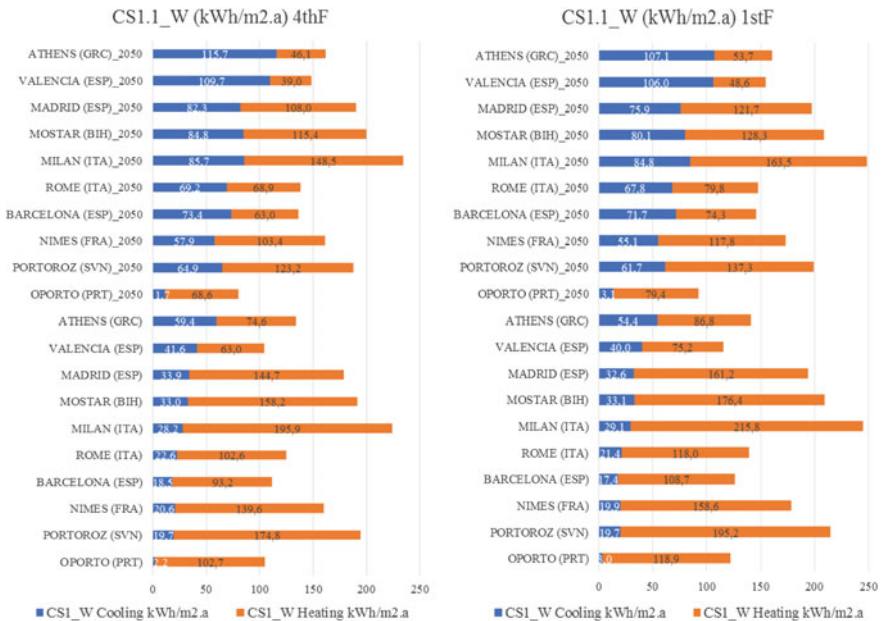 CS1.1_W (kWh/m2.a) 4thF
ATHENS (GRC)_2050 115.7 46,1
VALENCIA (ESP)_2050 109.7 39,0
MADRID (ESP)_2050 82.3 108,0
MOSTAR (BIH)_2050 84.8 115,4
MILAN (ITA)_2050 85.7 148,5
ROME (ITA)_2050 69.2 68,9
BARCELONA (ESP)_2050 73.4 63,0
NIMES (FRA)_2050 57.9 103,4
PORTOROZ (SVN)_2050 64.9 123,2
OPORTO (PRT)_2050 1.7 68,6
ATHENS (GRC) 59.4 74,6
VALENCIA (ESP) 41.6 63,0
MADRID (ESP) 33.9 144,7
MOSTAR (BIH) 33.0 158,2
MILAN (ITA) 28.2 195,9
ROME (ITA) 22.6 102,6
BARCELONA (ESP) 18.5 93,2
NIMES (FRA) 20.6 139,6
PORTOROZ (SVN) 19.7 174,8
OPORTO (PRT) 2.2 102,7
0 50 100 150 200 250
CS1_W Cooling kWh/m2.a CS1_W Heating kWh/m2.a
CS1.1_W (kWh/m2.a) 1stF
ATHENS (GRC)_2050 107.1 53,7
VALENCIA (ESP)_2050 106.0 48,6
MADRID (ESP)_2050 75.9 121,7
MOSTAR (BIH)_2050 80.1 128,3
MILAN (ITA)_2050 84.8 163,5
ROME (ITA)_2050 67.8 79,8
BARCELONA (ESP)_2050 71.7 74,3
NIMES (FRA)_2050 55.1 117,8
PORTOROZ (SVN)_2050 61.7 137,3
OPORTO (PRT)_2050 3.1 79,4
ATHENS (GRC) 54.4 86,8
VALENCIA (ESP) 40.0 75,2
MADRID (ESP) 32.6 161,2
MOSTAR (BIH) 33.1 176,4
MILAN (ITA) 29.1 215,8
ROME (ITA) 21.4 118,0
BARCELONA (ESP) 17.4 108,7
NIMES (FRA) 19.9 158,6
PORTOROZ (SVN) 19.7 195,2
OPORTO (PRT) 3.0 118,9
0 50 100 150 200 250
CS1_W Cooling kWh/m2.a CS1_W Heating kWh/m2.a